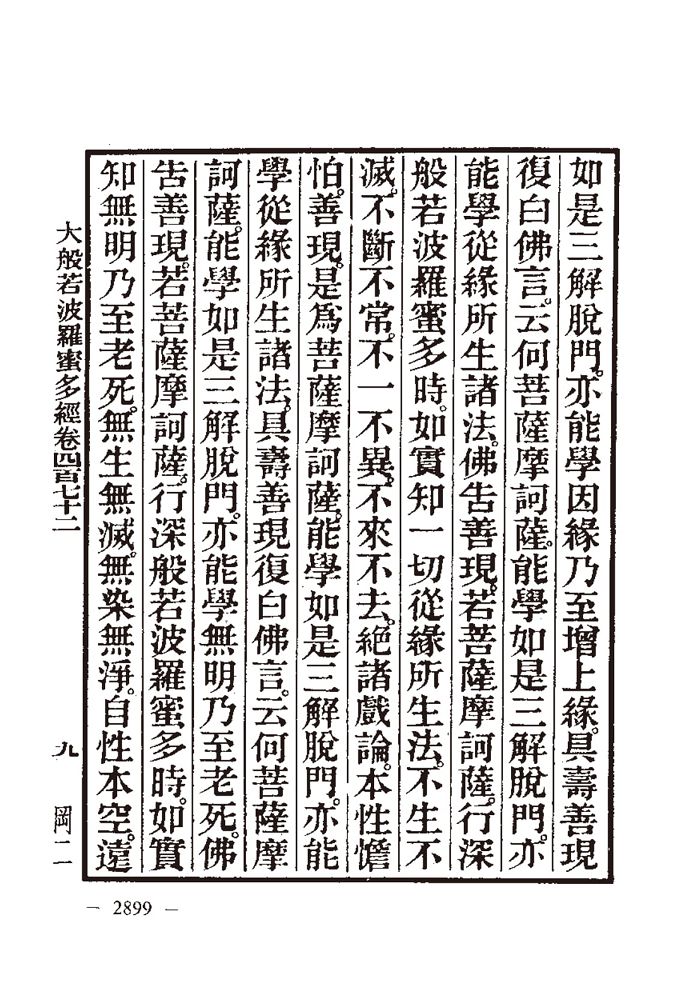 如是三解脫門。亦能學因緣乃至增上緣。具壽善現
復白佛言。云何菩薩摩訶薩。能學如是三解脫門。亦
能學從緣所生諸法。佛告善現。若菩薩摩訶薩。行深
般若波羅蜜多時。如實知一切從緣所生法。不生不
滅。不斷不常。不一不異。不來不去。絕諸戲論。本性憺
怕。善現。是爲菩薩摩訶薩。能學如是三解脫門。亦能
學從緣所生諸法。具壽善現復白佛言。云何菩薩摩
訶薩。能學如是三解脫門。亦能學無明乃至老死。佛
告善現。若菩薩摩訶薩。行深般若波羅蜜多時。如實
知無明乃至老死。無生無滅。無染無淨。自性本空。遠
大般若波羅蜜多經卷四百七十二 九 岡二
— 2899 —